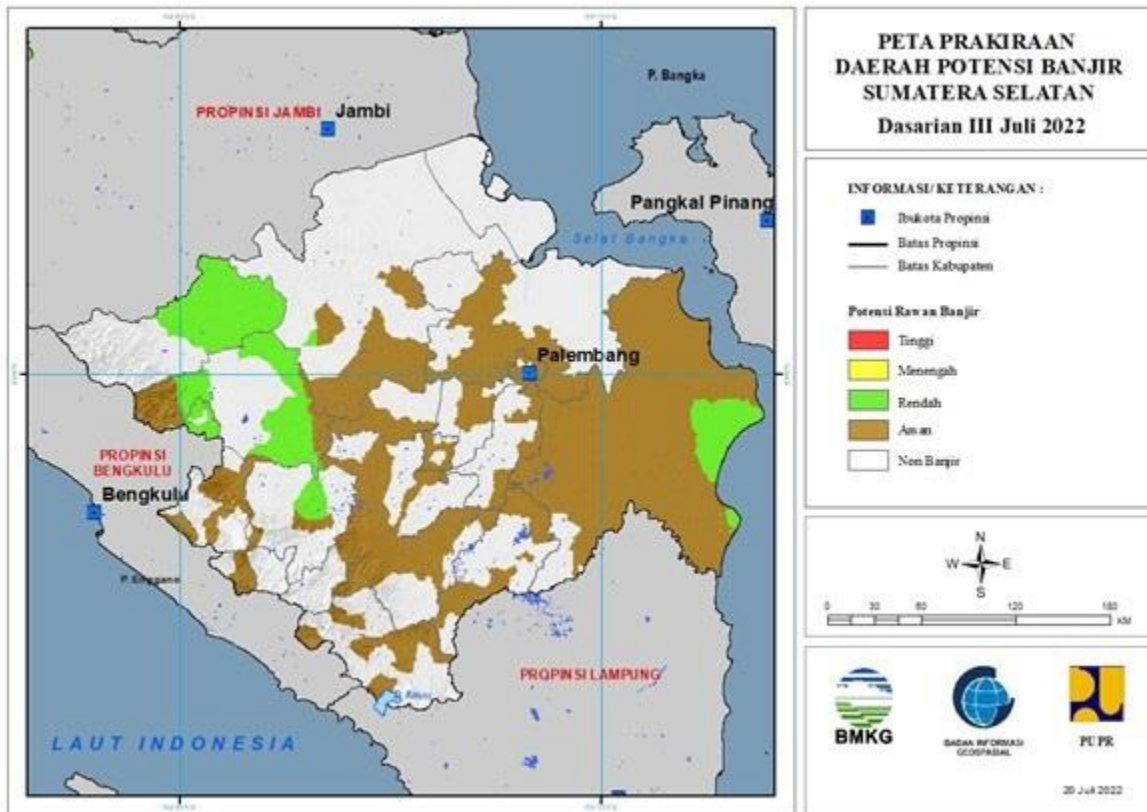 PETA PRAKIRAAN
DAERAH POTENSI BANJIR
SUMATERA SELATAN
Dasarian III Juli 2022
INFORMASI/KETERANGAN :
Ibukota Propinsi
Batas Propinsi
Batas Kabupaten
Potensi Rawan Banjir
Tinggi
Menengah
Rendah
Aman
Non Banjir
N
W E
S
0 30 60 120 180
KM
BMKG
BADAN INFORMASI
GEOSPASIAL
PUPR
20 Juli 2022
P. Bangka
PROPINSI JAMBI
Jambi
Pangkal Pinang
Selat Bangka
Palembang
PROPINSI
BENGKULU
Bengkulu
P. Enggano
PROPINSI LAMPUNG
LAUT INDONESIA